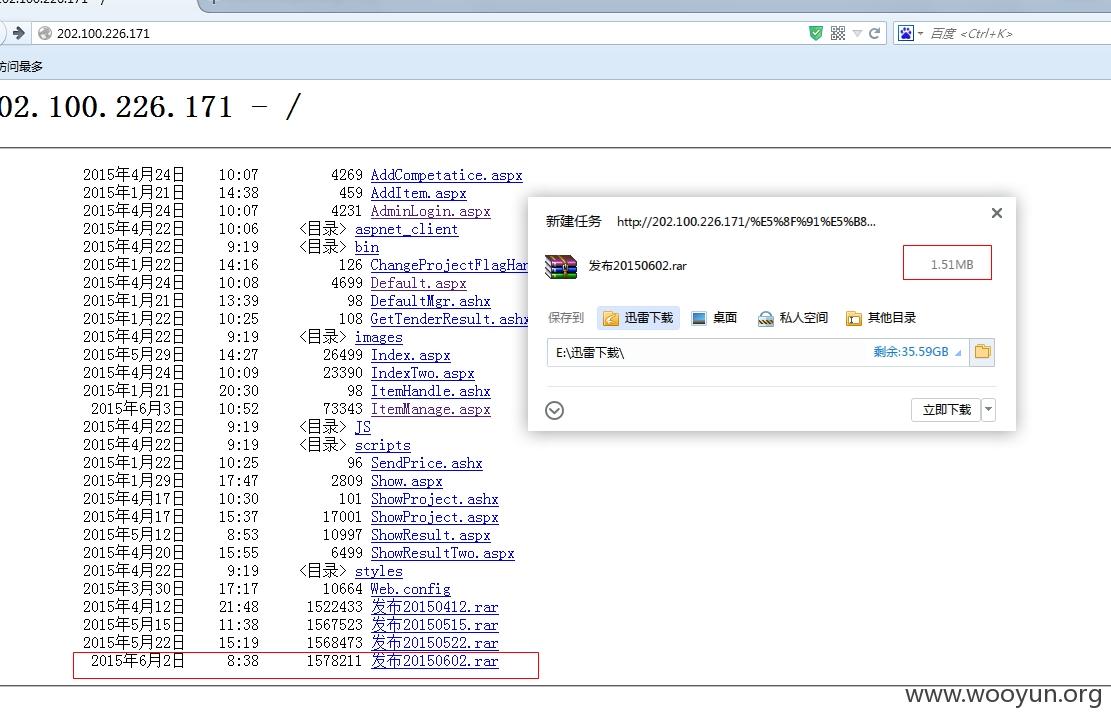 202.100.226.171
百度 <Ctrl+K>
访问最多
02.100.226.171 - /
2015年4月24日 10:07 4269 AddCompetatice.aspx
2015年1月21日 14:38 459 AddItem.aspx
2015年4月24日 10:07 4231 AdminLogin.aspx
2015年4月22日 10:06 <目录> aspnet_client
2015年4月22日 9:19 <目录> bin
2015年1月22日 14:16 126 ChangeProjectFlagHan
2015年4月24日 10:08 4699 Default.aspx
2015年1月21日 13:39 98 DefaultMgr.ashx
2015年1月22日 10:25 108 GetTenderResult.ashx
2015年4月22日 9:19 <目录> images
2015年5月29日 14:27 26499 Index.aspx
2015年4月24日 10:09 23390 IndexTwo.aspx
2015年1月21日 20:30 98 ItemHandle.ashx
2015年6月3日 10:52 73343 ItemManage.aspx
2015年4月22日 9:19 <目录> JS
2015年4月22日 9:19 <目录> scripts
2015年1月22日 10:25 96 SendPrice.ashx
2015年1月29日 17:47 2809 Show.aspx
2015年4月17日 10:30 101 ShowProject.ashx
2015年4月17日 15:37 17001 ShowProject.aspx
2015年5月12日 8:53 10997 ShowResult.aspx
2015年4月20日 15:55 6499 ShowResultTwo.aspx
2015年4月22日 9:19 <目录> styles
2015年3月30日 17:17 10664 Web.config
2015年4月12日 21:48 1522433 发布20150412.rar
2015年5月15日 11:38 1567523 发布20150515.rar
2015年5月22日 15:19 1568473 发布20150522.rar
2015年6月2日 8:38 1578211 发布20150602.rar
新建任务 http://202.100.226.171/%E5%8F%91%E5%B8...
发布20150602.rar 1.51MB
保存到 迅雷下载 桌面 私人空间 其他目录
E:\迅雷下载\ 剩余:35.59GB
立即下载
www.wooyun.org